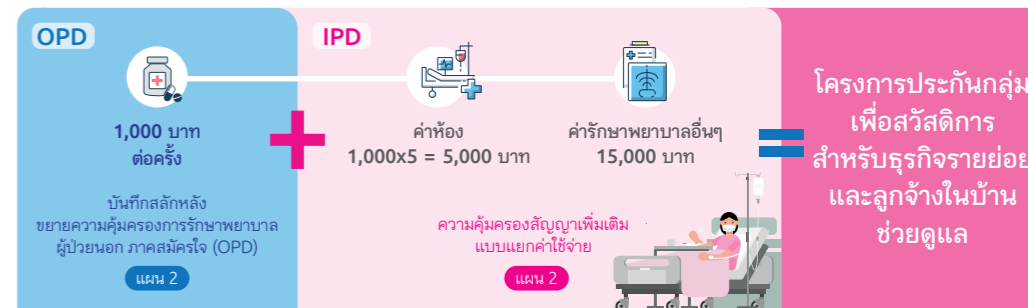 OPD
1,000 บาท
ต่อครั้ง
บันทึกสลักหลัง
ขยายความคุ้มครองการรักษาพยาบาล
ผู้ป่วยนอก ภาคสมัครใจ (OPD)
แผน 2
+
IPD
ค่าห้อง
1,000x5 = 5,000 บาท
ค่ารักษาพยาบาลอื่นๆ
15,000 บาท
ความคุ้มครองสัญญาเพิ่มเติม
แบบแยกค่าใช้จ่าย
แผน 2
=
โครงการประกันกลุ่ม
เพื่อสวัสดิการ
สำหรับธุรกิจรายย่อย
และลูกจ้างในบ้าน
ช่วยดูแล